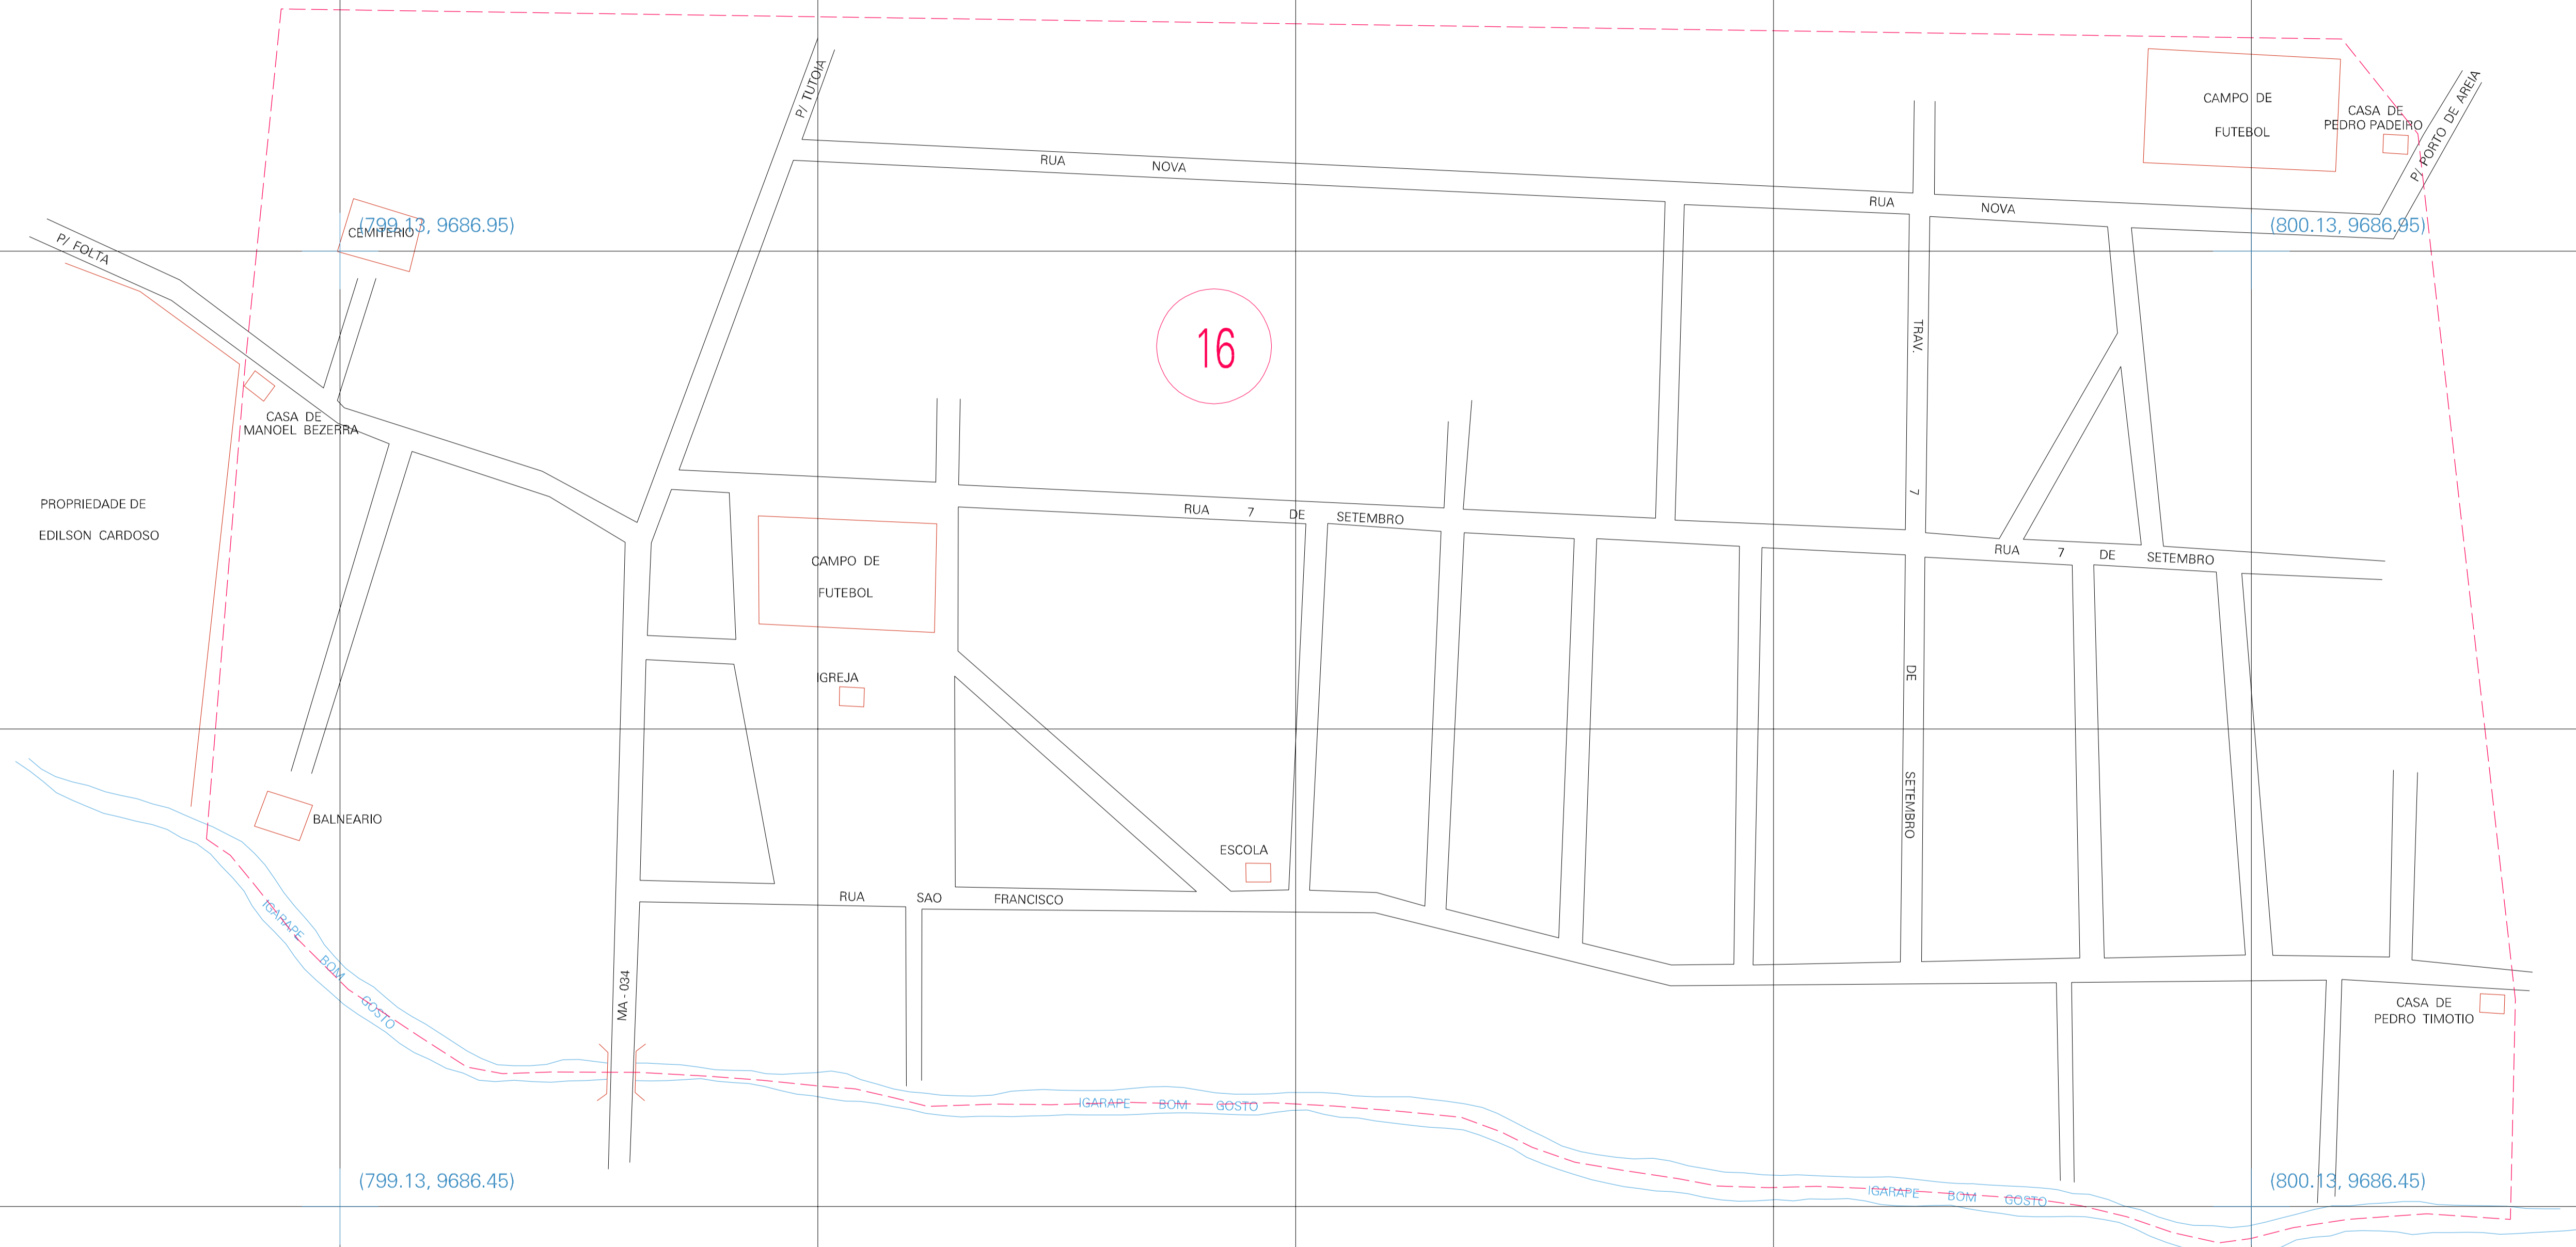 P/ TUTOIA
CAMPO DE
FUTEBOL
CASA DE
PEDRO PADEIRO
P/ PORTO DE AREIA
RUA NOVA
RUA NOVA
(799.13, 9686.95)
CEMITERIO
(800.13, 9686.95)
P/ FOLTA
16
TRAV. 7 DE SETEMBRO
CASA DE
MANOEL BEZERRA
PROPRIEDADE DE
EDILSON CARDOSO
RUA 7 DE SETEMBRO
RUA 7 DE SETEMBRO
CAMPO DE
FUTEBOL
IGREJA
BALNEARIO
ESCOLA
RUA SAO FRANCISCO
IGARAPE BOM GOSTO
MA - 034
CASA DE
PEDRO TIMOTIO
IGARAPE BOM GOSTO
IGARAPE BOM GOSTO
(799.13, 9686.45)
(800.13, 9686.45)